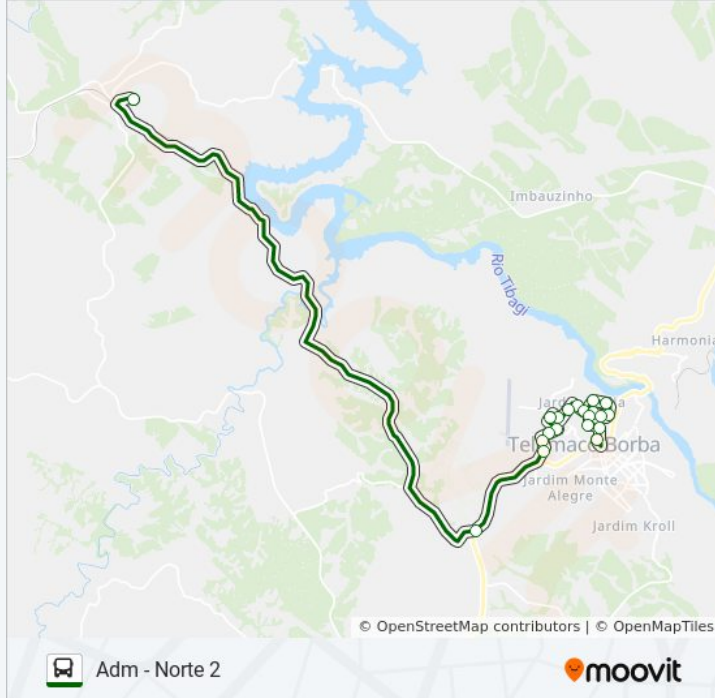 Imbauzinho
Rio Tibagi
Harmonia
Telêmaco Borba
Jardim Monte
Alegre
Jardim Kroll
© OpenStreetMap contributors | © OpenMapTiles
Adm - Norte 2
moovit